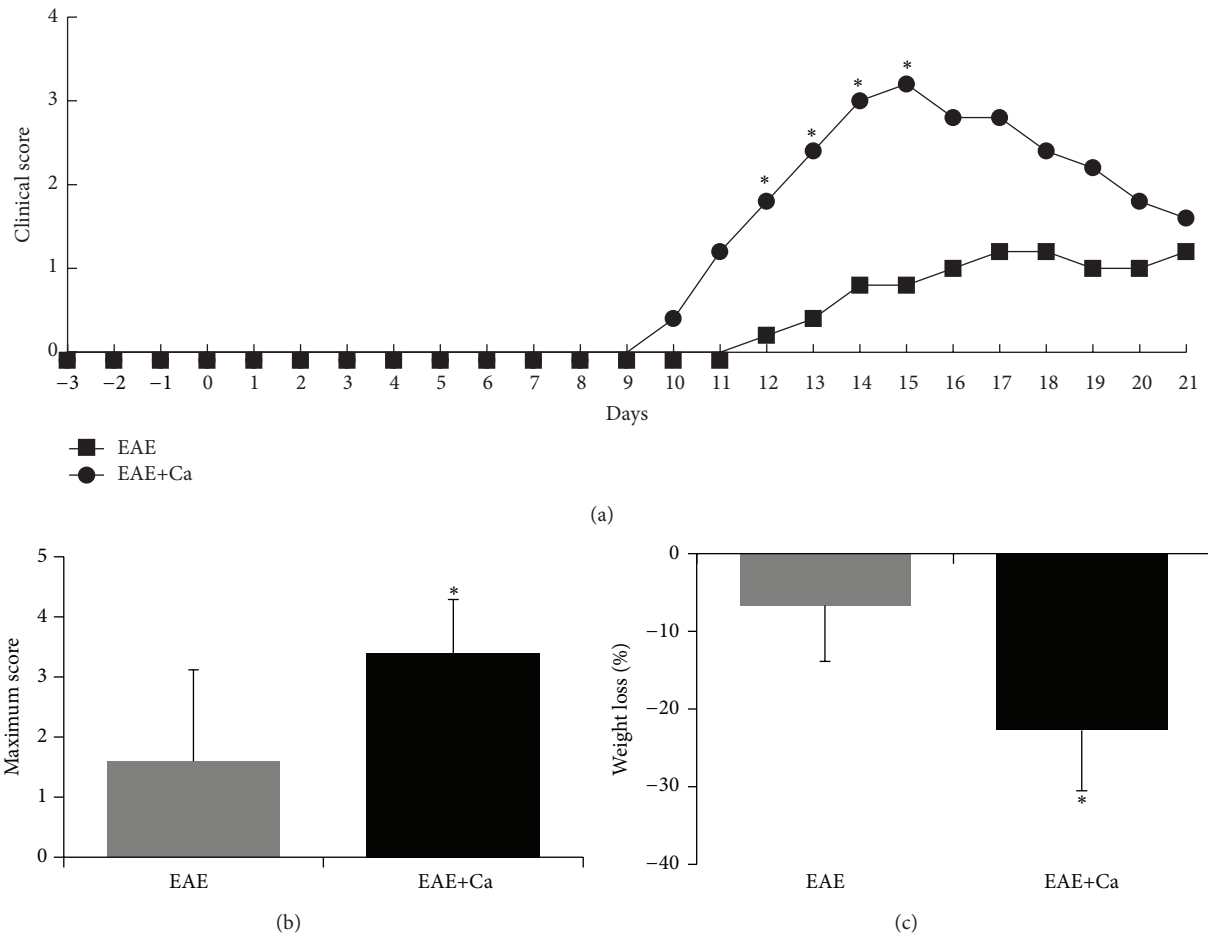 4
3
2
1
0
Clinical score
* * * *
−3 −2 −1 0 1 2 3 4 5 6 7 8 9 10 11 12 13 14 15 16 17 18 19 20 21
Days
EAE
EAE+Ca
(a)
5
4
3
2
1
0
Maximum score
*
EAE EAE+Ca
(b)
0
−10
−20
−30
−40
Weight loss (%)
*
EAE EAE+Ca
(c)